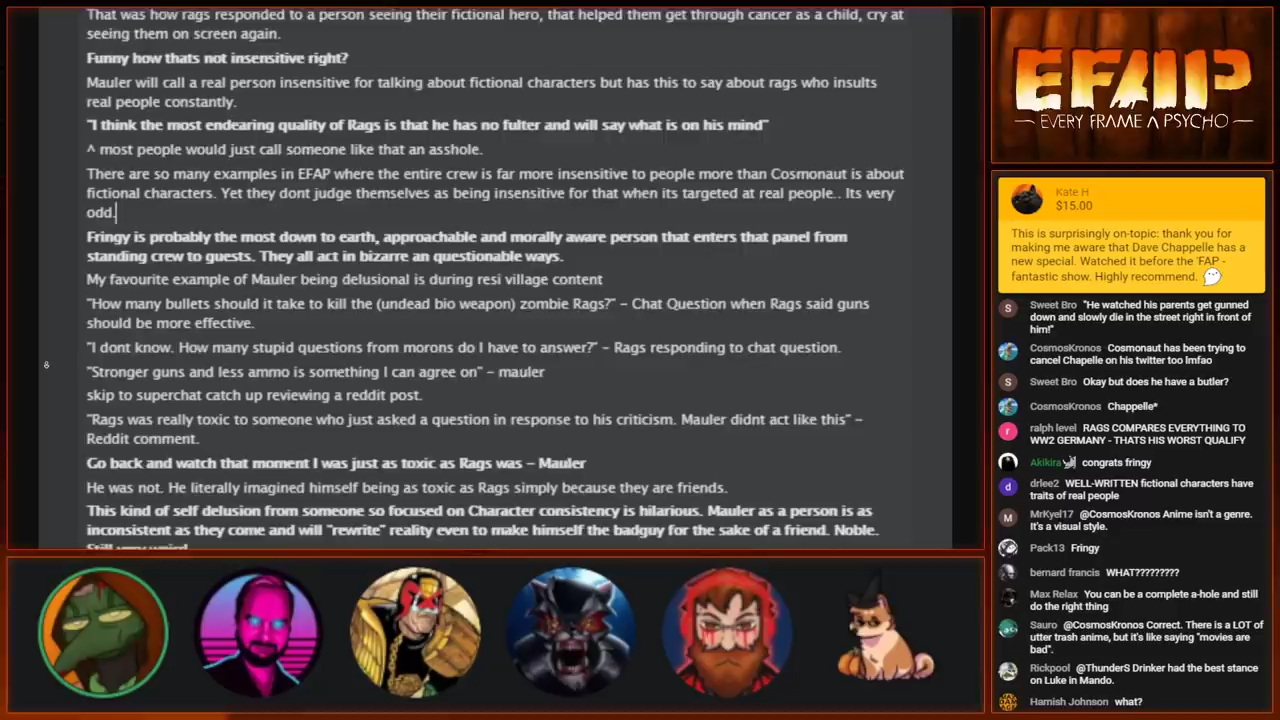 That was how rags responded to a person seeing their fictional hero, that helped them get through cancer as a child, cry at
seeing them on screen again.
Funny how thats not insensitive right?
Mauler will call a real person insensitive for talking about fictional characters but has this to say about rags who insults
real people constantly.
"I think the most endearing quality of Rags is that he has no fulter and will say what is on his mind"
^ most people would just call someone like that an asshole.
There are so many examples in EFAP where the entire crew is far more insensitive to people more than Cosmonaut is about
fictional characters. Yet they dont judge themselves as being insensitive for that when its targeted at real people.. Its very
odd.
Fringy is probably the most down to earth, approachable and morally aware person that enters that panel from
standing crew to guests. They all act in bizarre an questionable ways.
My favourite example of Mauler being delusional is during resi village content
"How many bullets should it take to kill the (undead bio weapon) zombie Rags?" – Chat Question when Rags said guns
should be more effective.
"I dont know. How many stupid questions from morons do I have to answer?" – Rags responding to chat question.
"Stronger guns and less ammo is something I can agree on" – mauler
skip to superchat catch up reviewing a reddit post.
"Rags was really toxic to someone who just asked a question in response to his criticism. Mauler didnt act like this" –
Reddit comment.
Go back and watch that moment I was just as toxic as Rags was – Mauler
He was not. He literally imagined himself being as toxic as Rags simply because they are friends.
This kind of self delusion from someone so focused on Character consistency is hilarious. Mauler as a person is as
inconsistent as they come and will "rewrite" reality even to make himself the badguy for the sake of a friend. Noble.
Still very weird
EFAP
EVERY FRAME A PSYCHO
Kate H
$15.00
This is surprisingly on-topic: thank you for
making me aware that Dave Chappelle has a
new special. Watched it before the 'FAP -
fantastic show. Highly recommend.
S Sweet Bro "He watched his parents get gunned
down and slowly die in the street right in front of
him!"
CosmosKronos Cosmonaut has been trying to
cancel Chapelle on his twitter too lmfao
S Sweet Bro Okay but does he have a butler?
CosmosKronos Chappelle*
r ralph level RAGS COMPARES EVERYTHING TO
WW2 GERMANY - THATS HIS WORST QUALIFY
Akikira congrats fringy
d drlee2 WELL-WRITTEN fictional characters have
traits of real people
M MrKyel17 @CosmosKronos Anime isn't a genre.
It's a visual style.
Pack13 Fringy
bernard francis WHAT?????????
Max Relax You can be a complete a-hole and still
do the right thing
Sauro @CosmosKronos Correct. There is a LOT of
utter trash anime, but it's like saying "movies are
bad".
Rickpool @ThunderS Drinker had the best stance
on Luke in Mando.
Hamish Johnson what?